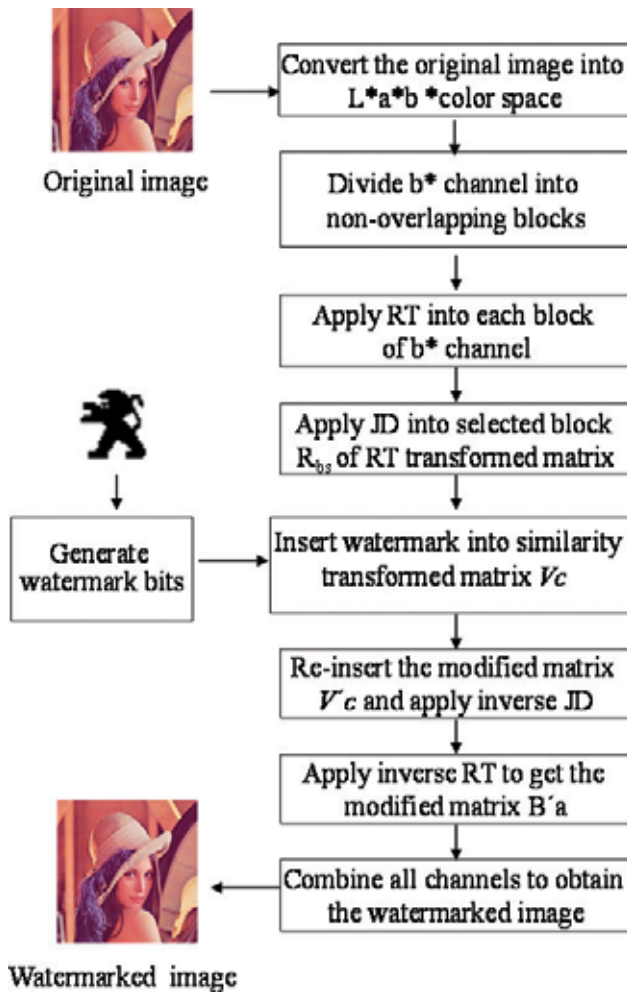 Original image
Convert the original image into
L*a*b *color space
Divide b* channel into
non-overlapping blocks
Apply RT into each block
of b* channel
Apply JD into selected block
Rbs of RT transformed matrix
Generate
watermark bits
Insert watermark into similarity
transformed matrix Vc
Re-insert the modified matrix
V´c and apply inverse JD
Apply inverse RT to get the
modified matrix B´a
Combine all channels to obtain
the watermarked image
Watermarked image